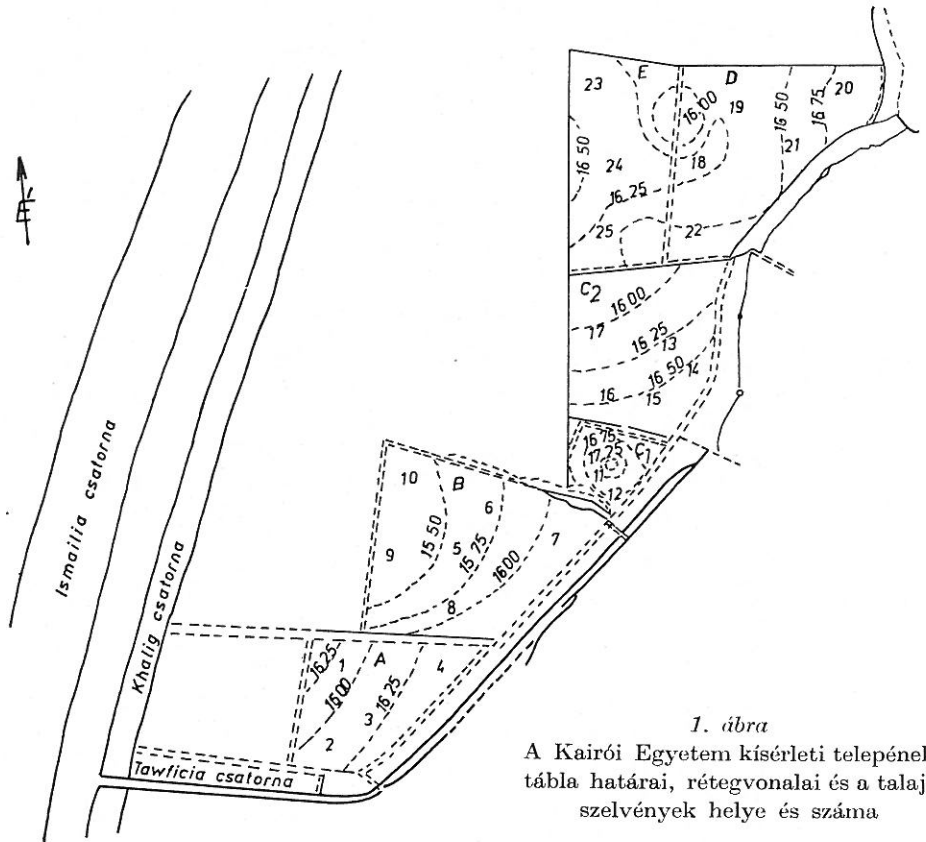 23
E
D
20
16 00
19
16 50
16 75
16 50
24
18
21
16 25
É
25
22
C2
16 00
17
16 25
13
16 50
14
16
15
16 75
C1
17 25
11
12
10
B
6
15 50
5
15 75
7
9
16 00
8
Ismailia csatorna
Khalig csatorna
16 25
1
A
4
16 00
16 25
3
2
Tawficia csatorna
1. ábra
A Kairói Egyetem kísérleti telepéne
tábla határai, rétegvonalai és a talaj
szelvények helye és száma